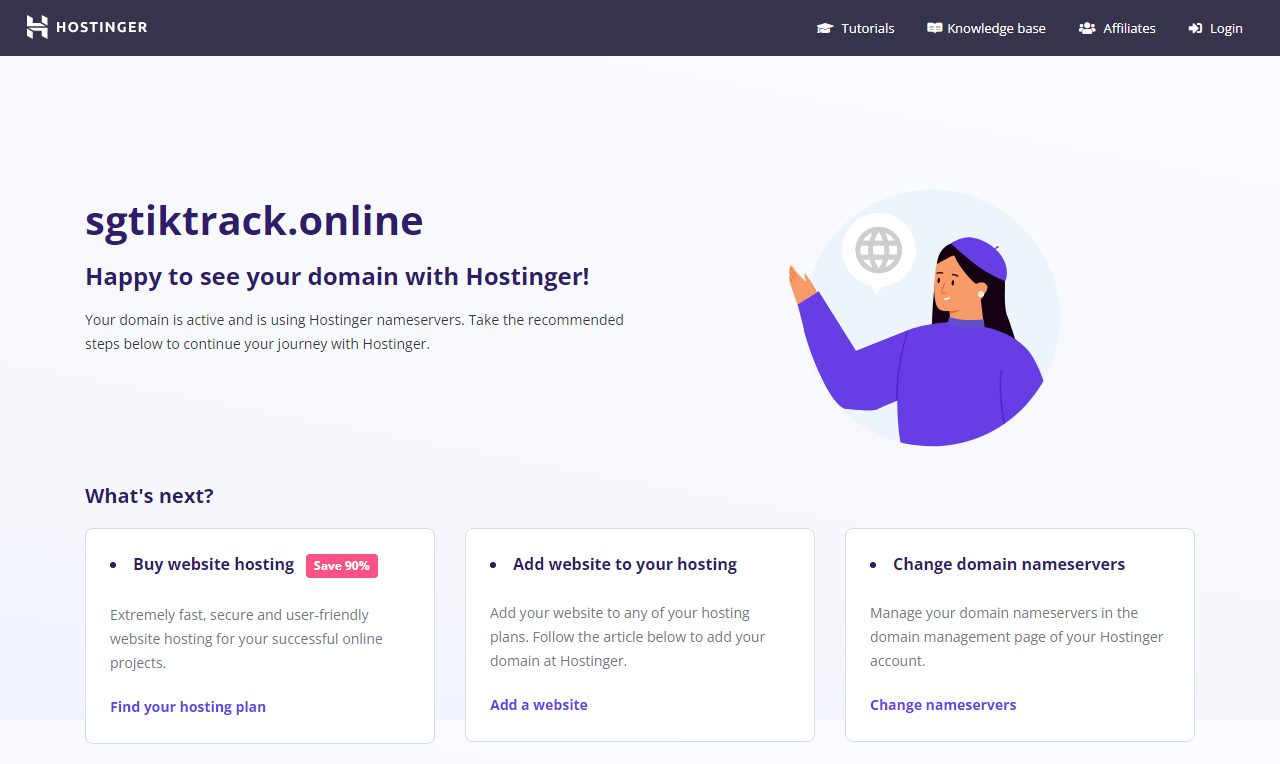 HOSTINGER
Tutorials
Knowledge base
Affiliates
Login
sgtiktrack.online
Happy to see your domain with Hostinger!
Your domain is active and is using Hostinger nameservers. Take the recommended
steps below to continue your journey with Hostinger.
What's next?
Buy website hosting
Save 90%
Extremely fast, secure and user-friendly
website hosting for your successful online
projects.
Find your hosting plan
Add website to your hosting
Add your website to any of your hosting
plans. Follow the article below to add your
domain at Hostinger.
Add a website
Change domain nameservers
Manage your domain nameservers in the
domain management page of your Hostinger
account.
Change nameservers